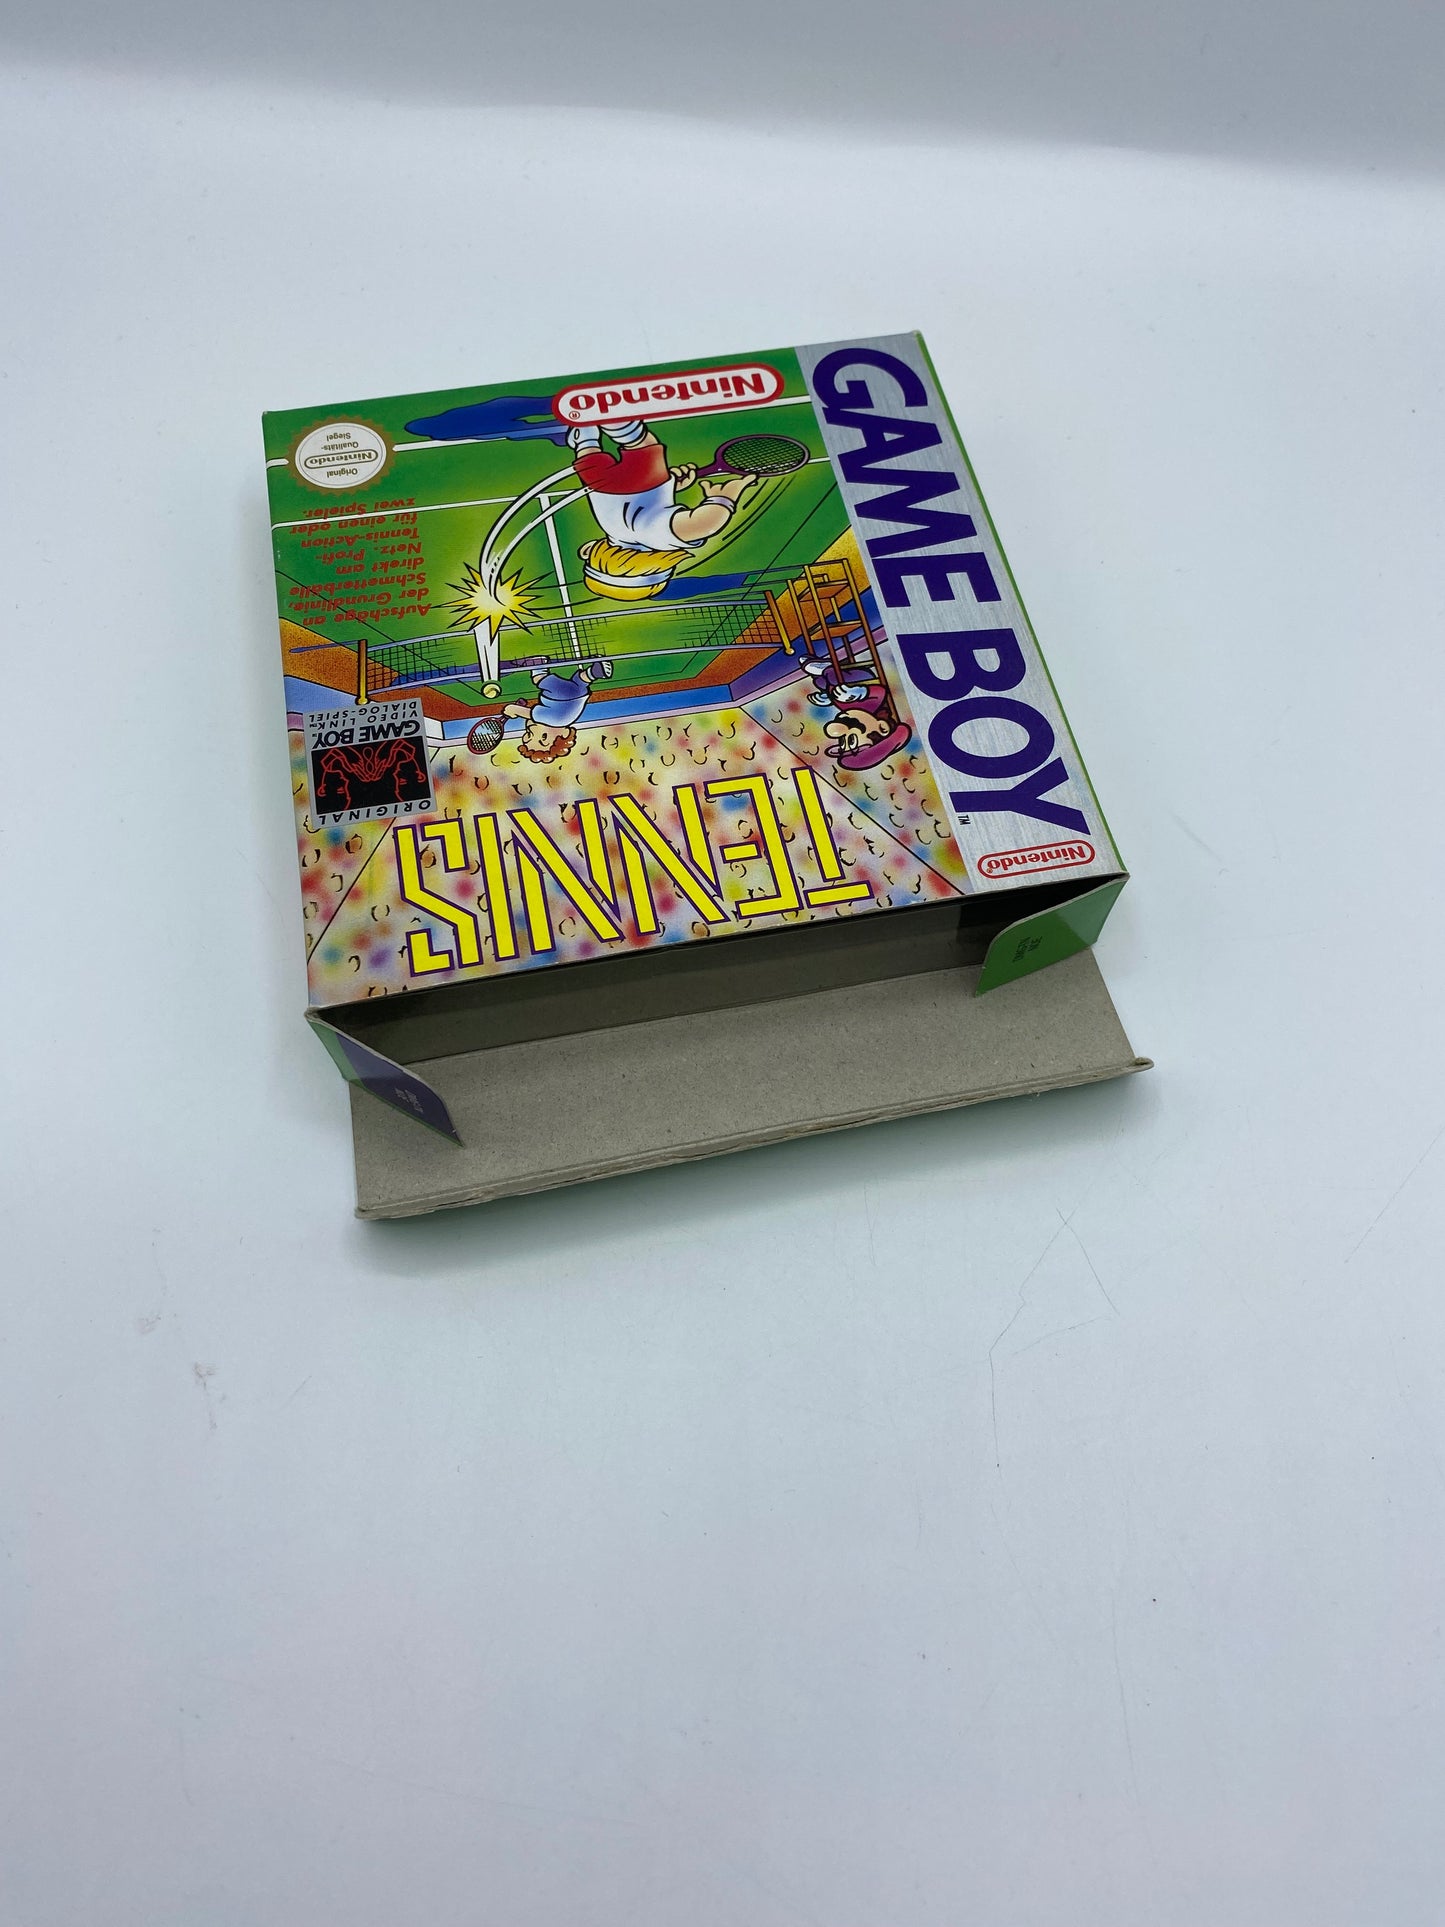 GAME BOY
TM
Nintendo
TENNIS
ORIGINAL
GAME BOY
VIDEO LINK™
DIALOG-SPIEL
Aufschläge an
der Grundlinie,
Schmetterbälle
direkt am
Netz. Profi-
Tennis-Action
für einen oder
zwei Spieler.
Original
Nintendo
Qualitäts-
Siegel
Nintendo®